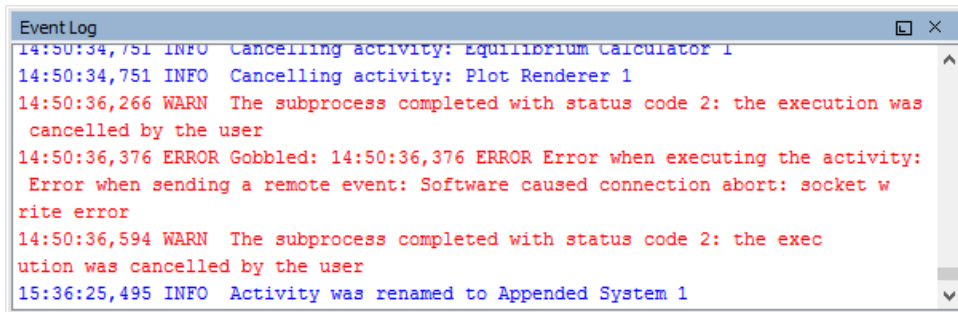 Event Log
14:50:34,751 INFO  Cancelling activity: Equilibrium Calculator 1
14:50:34,751 INFO  Cancelling activity: Plot Renderer 1
14:50:36,266 WARN  The subprocess completed with status code 2: the execution was
cancelled by the user
14:50:36,376 ERROR Gobbled: 14:50:36,376 ERROR Error when executing the activity:
Error when sending a remote event: Software caused connection abort: socket w
rite error
14:50:36,594 WARN  The subprocess completed with status code 2: the exec
ution was cancelled by the user
15:36:25,495 INFO  Activity was renamed to Appended System 1